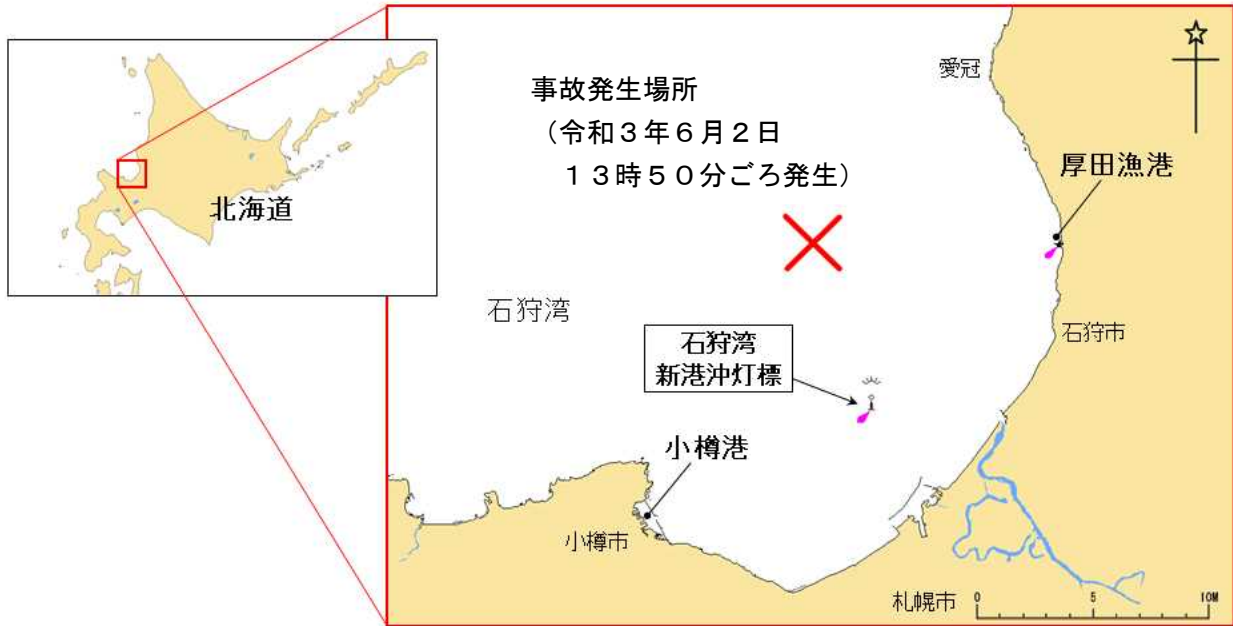 北海道
事故発生場所
（令和３年６月２日
１３時５０分ごろ発生）
愛冠
厚田漁港
石狩湾
石狩市
石狩湾
新港沖灯標
小樽港
小樽市
札幌市
0 5 10M